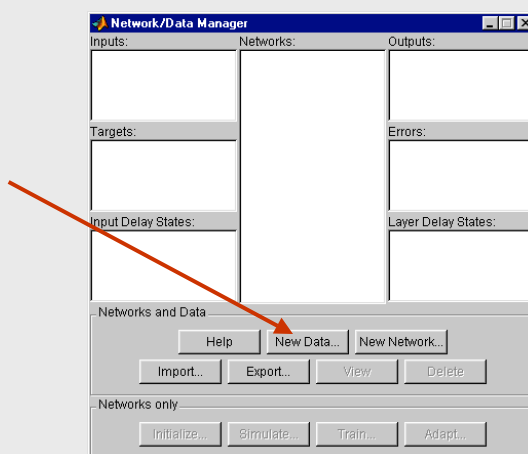 Network/Data Manager
Inputs: Networks: Outputs:
Targets: Errors:
Input Delay States: Layer Delay States:
Networks and Data
Help New Data... New Network...
Import... Export... View Delete
Networks only
Initialize... Simulate... Train... Adapt...